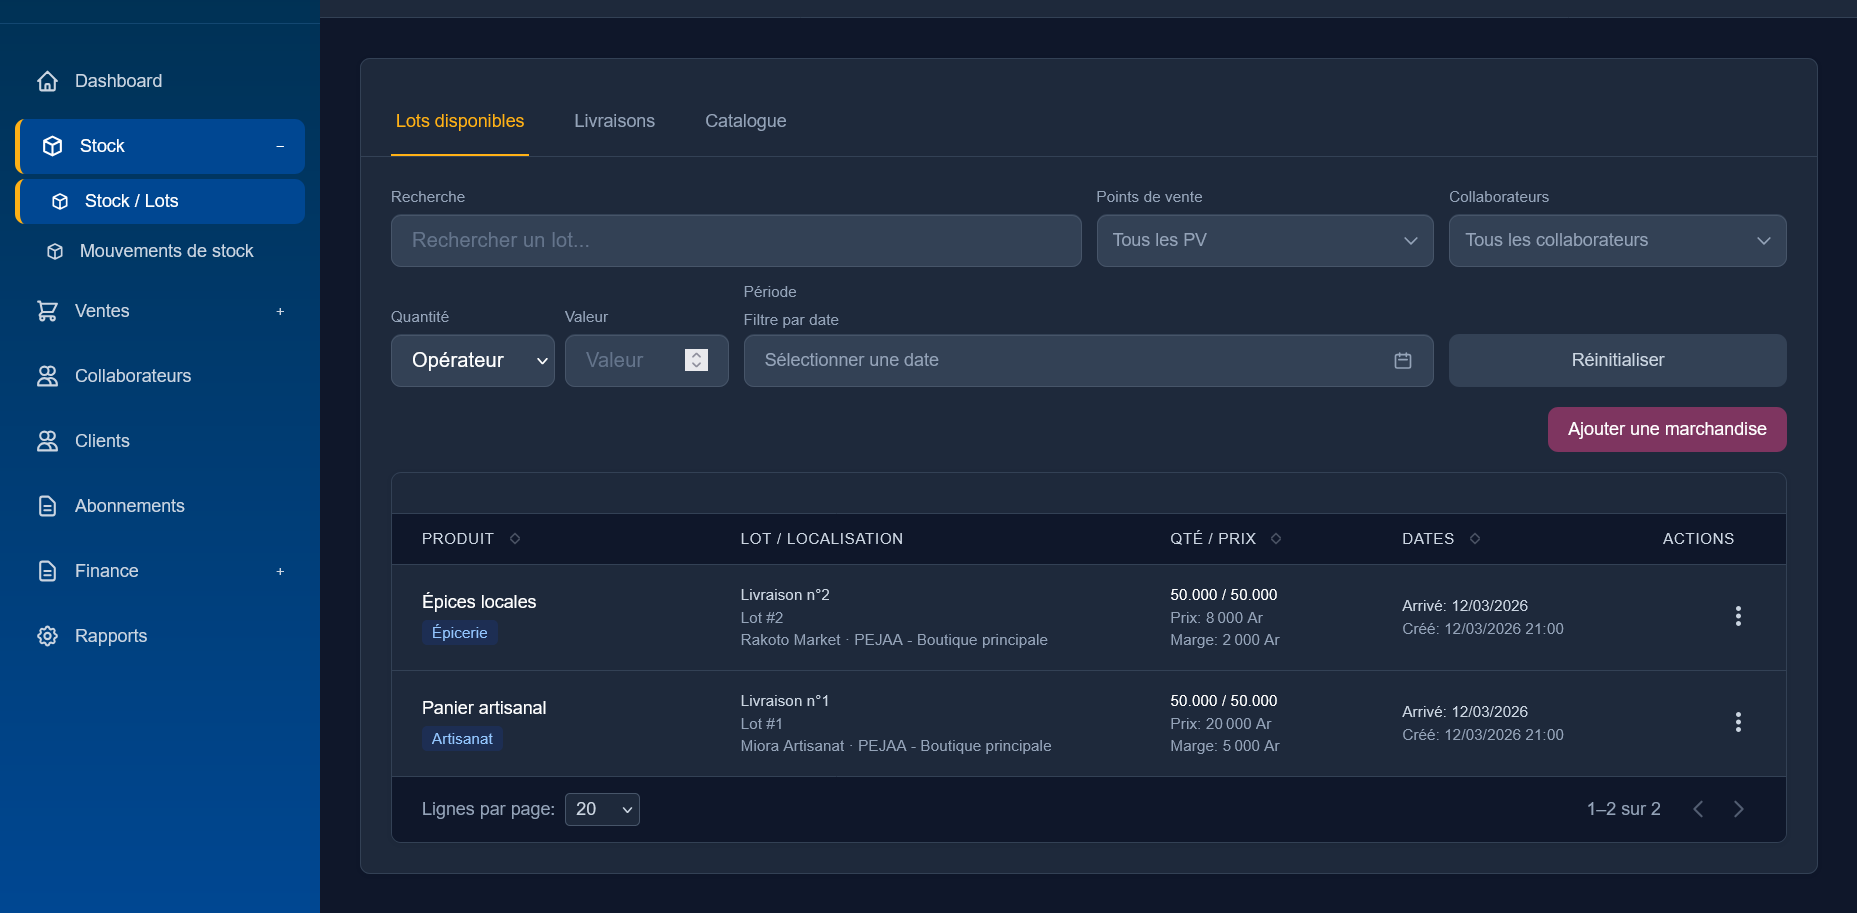 Dashboard
Stock
–
Stock / Lots
Mouvements de stock
Ventes
+
Collaborateurs
Clients
Abonnements
Finance
+
Rapports
Lots disponibles
Livraisons
Catalogue
Recherche
Points de vente
Collaborateurs
Rechercher un lot...
Tous les PV
Tous les collaborateurs
Quantité
Valeur
Période
Filtre par date
Opérateur
Valeur
Sélectionner une date
Réinitialiser
Ajouter une marchandise
PRODUIT
LOT / LOCALISATION
QTÉ / PRIX
DATES
ACTIONS
Épices locales
Épicerie
Livraison n°2
Lot #2
Rakoto Market · PEJAA - Boutique principale
50.000 / 50.000
Prix: 8 000 Ar
Marge: 2 000 Ar
Arrivé: 12/03/2026
Créé: 12/03/2026 21:00
Panier artisanal
Artisanat
Livraison n°1
Lot #1
Miora Artisanat · PEJAA - Boutique principale
50.000 / 50.000
Prix: 20 000 Ar
Marge: 5 000 Ar
Arrivé: 12/03/2026
Créé: 12/03/2026 21:00
Lignes par page:
20
1–2 sur 2